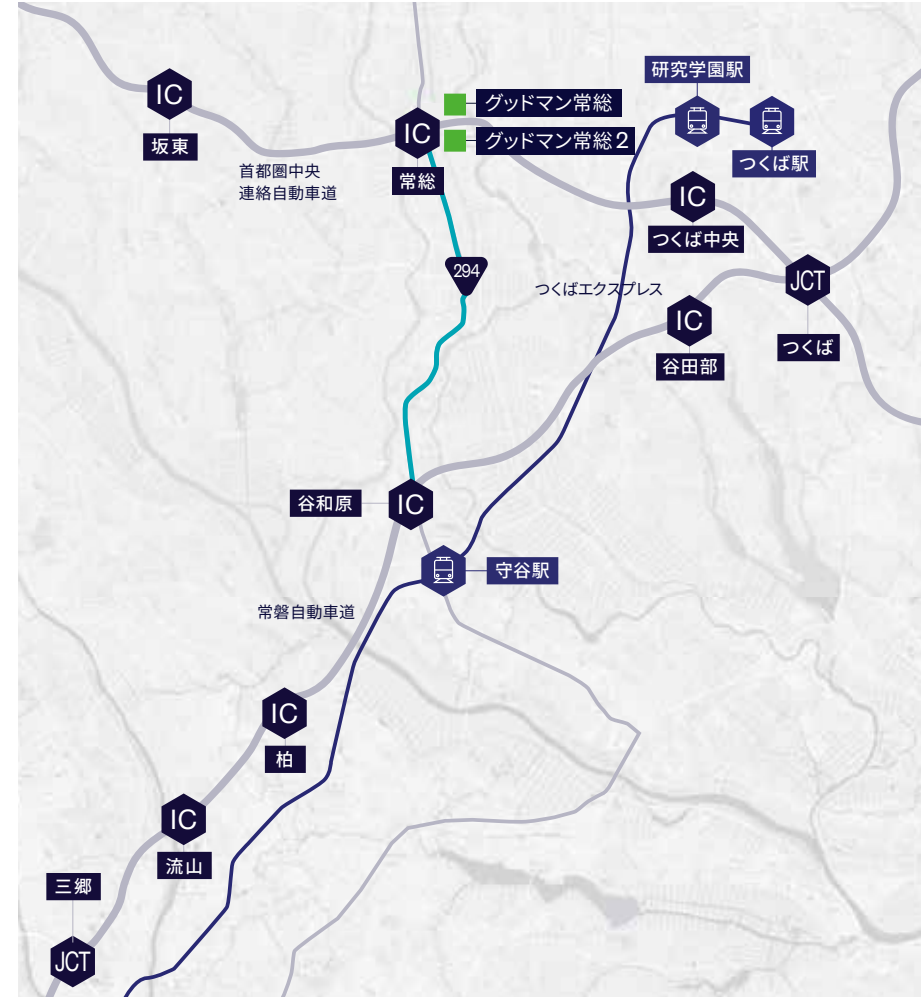 研究学園駅
IC
グッドマン常総
坂東
IC
グッドマン常総2
つくば駅
首都圏中央
連絡自動車道
常総
IC
つくば中央
294
つくばエクスプレス
JCT
IC
つくば
谷田部
谷和原
IC
守谷駅
常磐自動車道
IC
柏
IC
流山
三郷
JCT